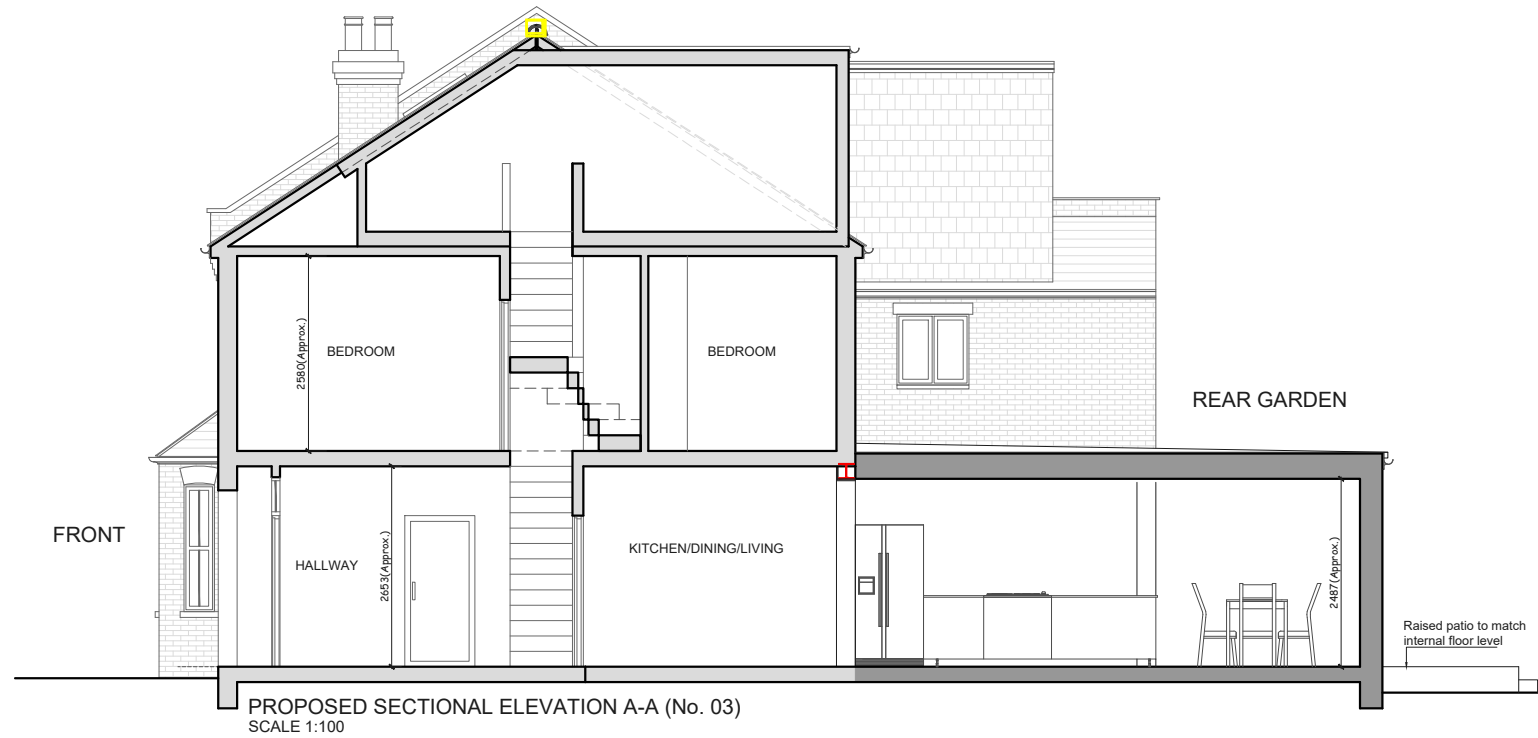 BEDROOM
BEDROOM
2580(Approx.)
REAR GARDEN
FRONT
HALLWAY
2653(Approx.)
KITCHEN/DINING/LIVING
2487(Approx.)
Raised patio to match
internal floor level
PROPOSED SECTIONAL ELEVATION A-A (No. 03)
SCALE 1:100